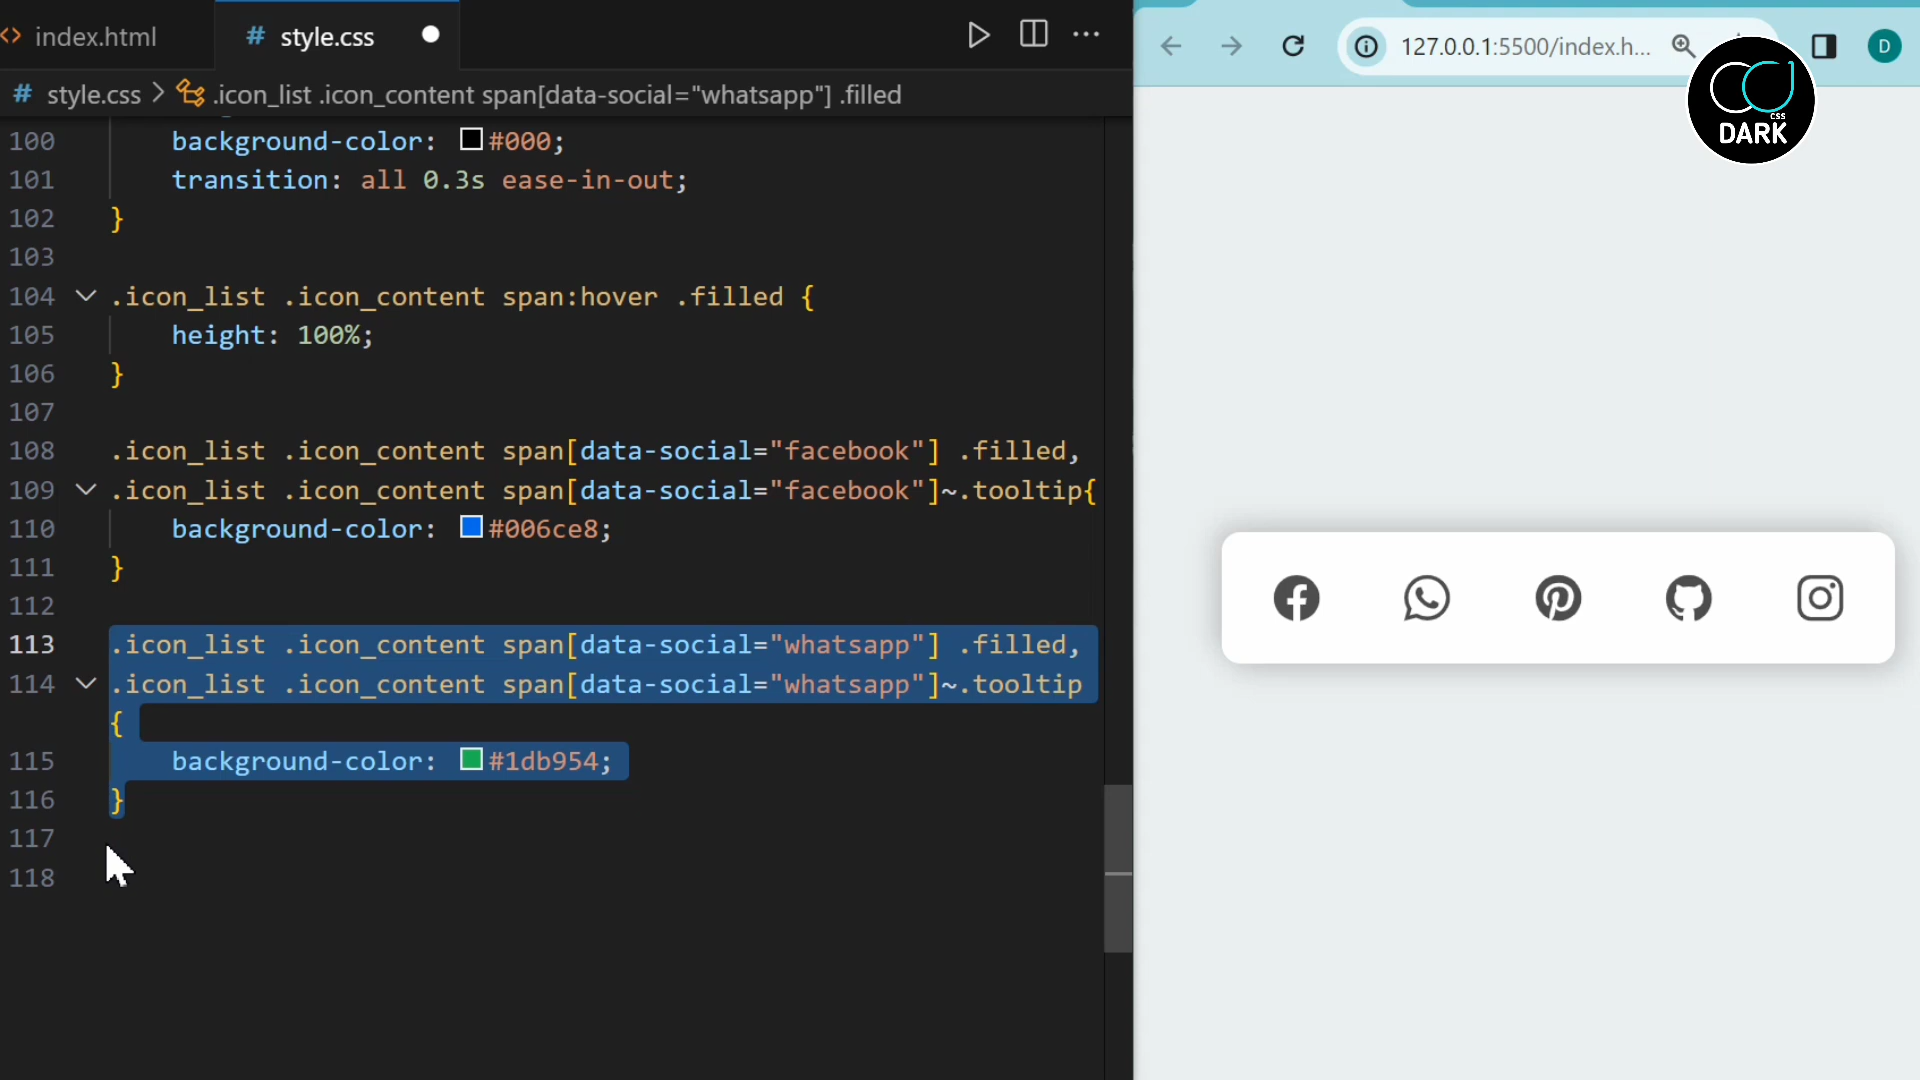 index.html
# style.css
# style.css > .icon_list .icon_content span[data-social="whatsapp"] .filled
100 background-color: #000;
101 transition: all 0.3s ease-in-out;
102 }
103
104 .icon_list .icon_content span:hover .filled {
105 height: 100%;
106 }
107
108 .icon_list .icon_content span[data-social="facebook"] .filled,
109 .icon_list .icon_content span[data-social="facebook"]~.tooltip{
110 background-color: #006ce8;
111 }
112
113 .icon_list .icon_content span[data-social="whatsapp"] .filled,
114 .icon_list .icon_content span[data-social="whatsapp"]~.tooltip
{
115 background-color: #1db954;
116 }
117
118
127.0.0.1:5500/index.h...
D
CSS
DARK